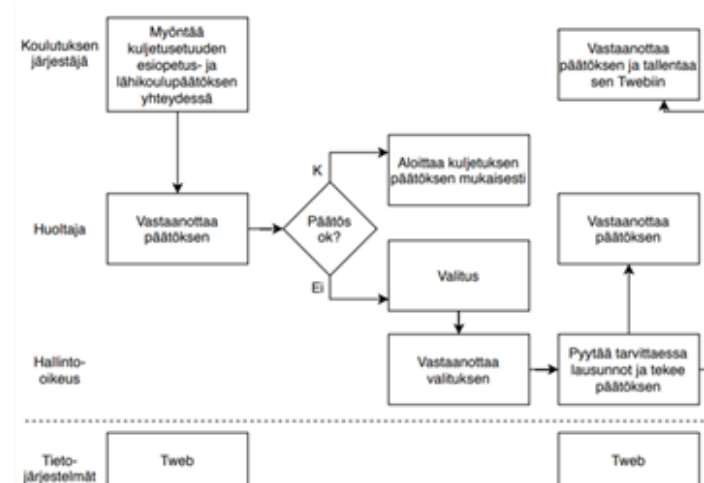 Koulutuksen
järjestäjä
Myöntää
kuljetusetuuden
esiopetus- ja
lähikoulupäätöksen
yhteydessä
Vastaanottaa
päätöksen ja tallentaa
sen Twebiin
K
Aloittaa kuljetuksen
päätöksen mukaisesti
Huoltaja
Vastaanottaa
päätöksen
Päätös
ok?
Vastaanottaa
päätöksen
Ei
Valitus
Hallinto-
oikeus
Vastaanottaa
valituksen
Pyytää tarvittaessa
lausunnot ja tekee
päätöksen
Tieto-
järjestelmät
Tweb
Tweb